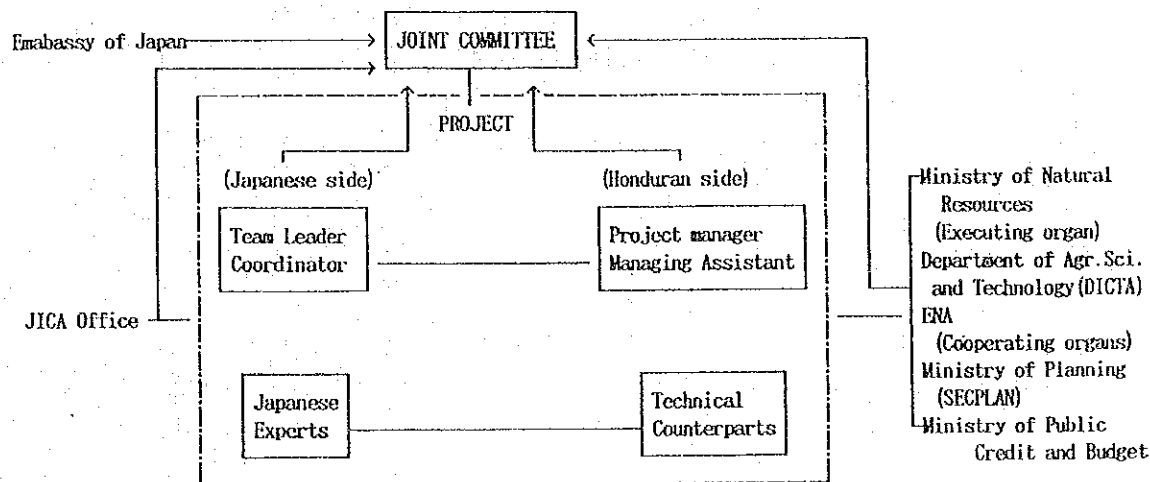 Emabassy of Japan
JOINT COMMITTEE
PROJECT
(Japanese side)
(Honduran side)
Team Leader
Coordinator
Project manager
Managing Assistant
JICA Office
Japanese
Experts
Technical
Counterparts
Ministry of Natural
Resources
(Executing organ)
Department of Agr.Sci.
and Technology(DICTA)
ENA
(Cooperating organs)
Ministry of Planning
(SECPLAN)
Ministry of Public
Credit and Budget